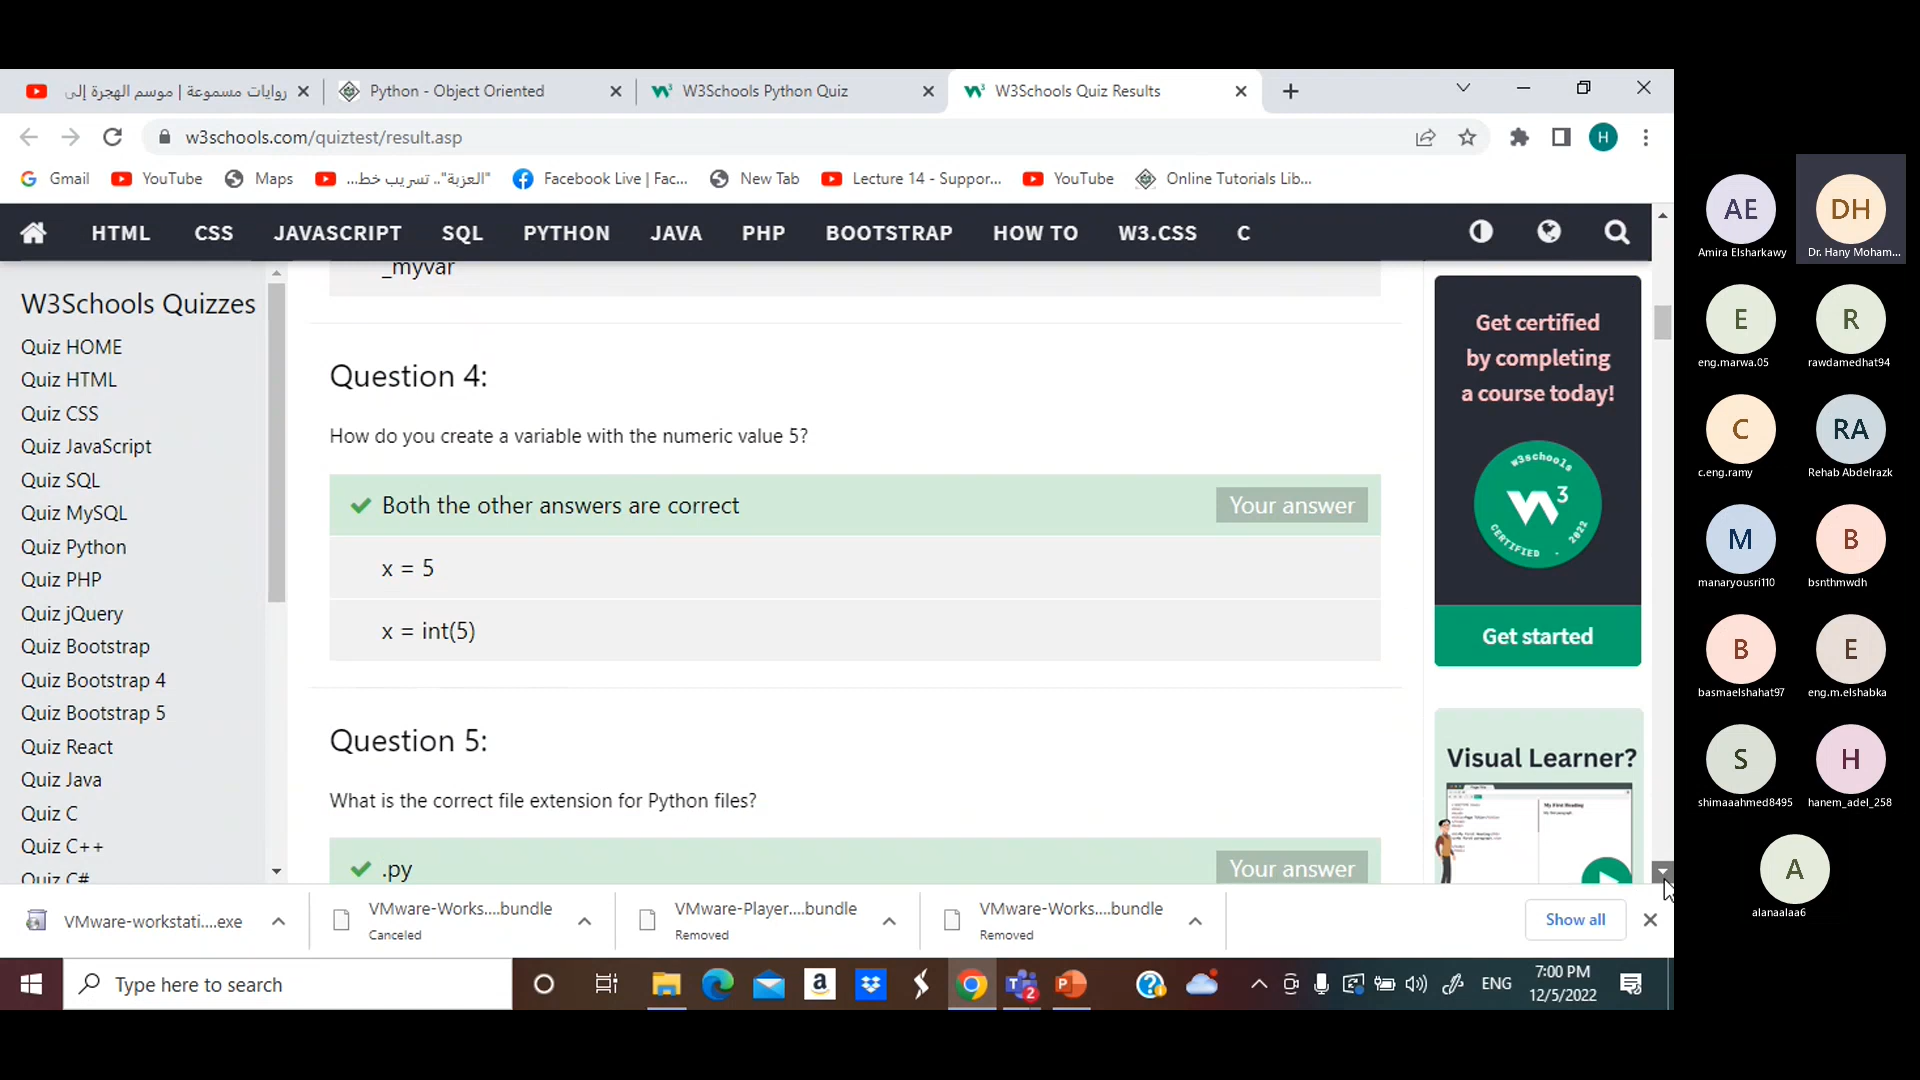 روايات مسموعة | موسم الهجرة إلى
Python - Object Oriented
W3Schools Python Quiz
W3Schools Quiz Results
w3schools.com/quiztest/result.asp
H
Gmail
YouTube
Maps
"العزبة".. تسريب خط...
Facebook Live | Fac...
New Tab
Lecture 14 - Suppor...
YouTube
Online Tutorials Lib...
HTML
CSS
JAVASCRIPT
SQL
PYTHON
JAVA
PHP
BOOTSTRAP
HOW TO
W3.CSS
C
W3Schools Quizzes
Quiz HOME
Quiz HTML
Quiz CSS
Quiz JavaScript
Quiz SQL
Quiz MySQL
Quiz Python
Quiz PHP
Quiz jQuery
Quiz Bootstrap
Quiz Bootstrap 4
Quiz Bootstrap 5
Quiz React
Quiz Java
Quiz C
Quiz C++
Quiz C#
_myvar
Question 4:
How do you create a variable with the numeric value 5?
Both the other answers are correct
Your answer
x = 5
x = int(5)
Question 5:
What is the correct file extension for Python files?
.py
Your answer
Get certified
by completing
a course today!
w3schools
3
CERTIFIED . 2022
Get started
Visual Learner?
My First Heading
VMware-workstati....exe
VMware-Works....bundle
Canceled
VMware-Player....bundle
Removed
VMware-Works....bundle
Removed
Show all
Type here to search
2
ENG
7:00 PM
12/5/2022
AE
Amira Elsharkawy
DH
Dr. Hany Moham...
E
eng.marwa.05
R
rawdamedhat94
C
c.eng.ramy
RA
Rehab Abdelrazk
M
manaryousri110
B
bsnthmwdh
B
basmaelshahat97
E
eng.m.elshabka
S
shimaaahmed8495
H
hanem_adel_258
A
alanaalaa6